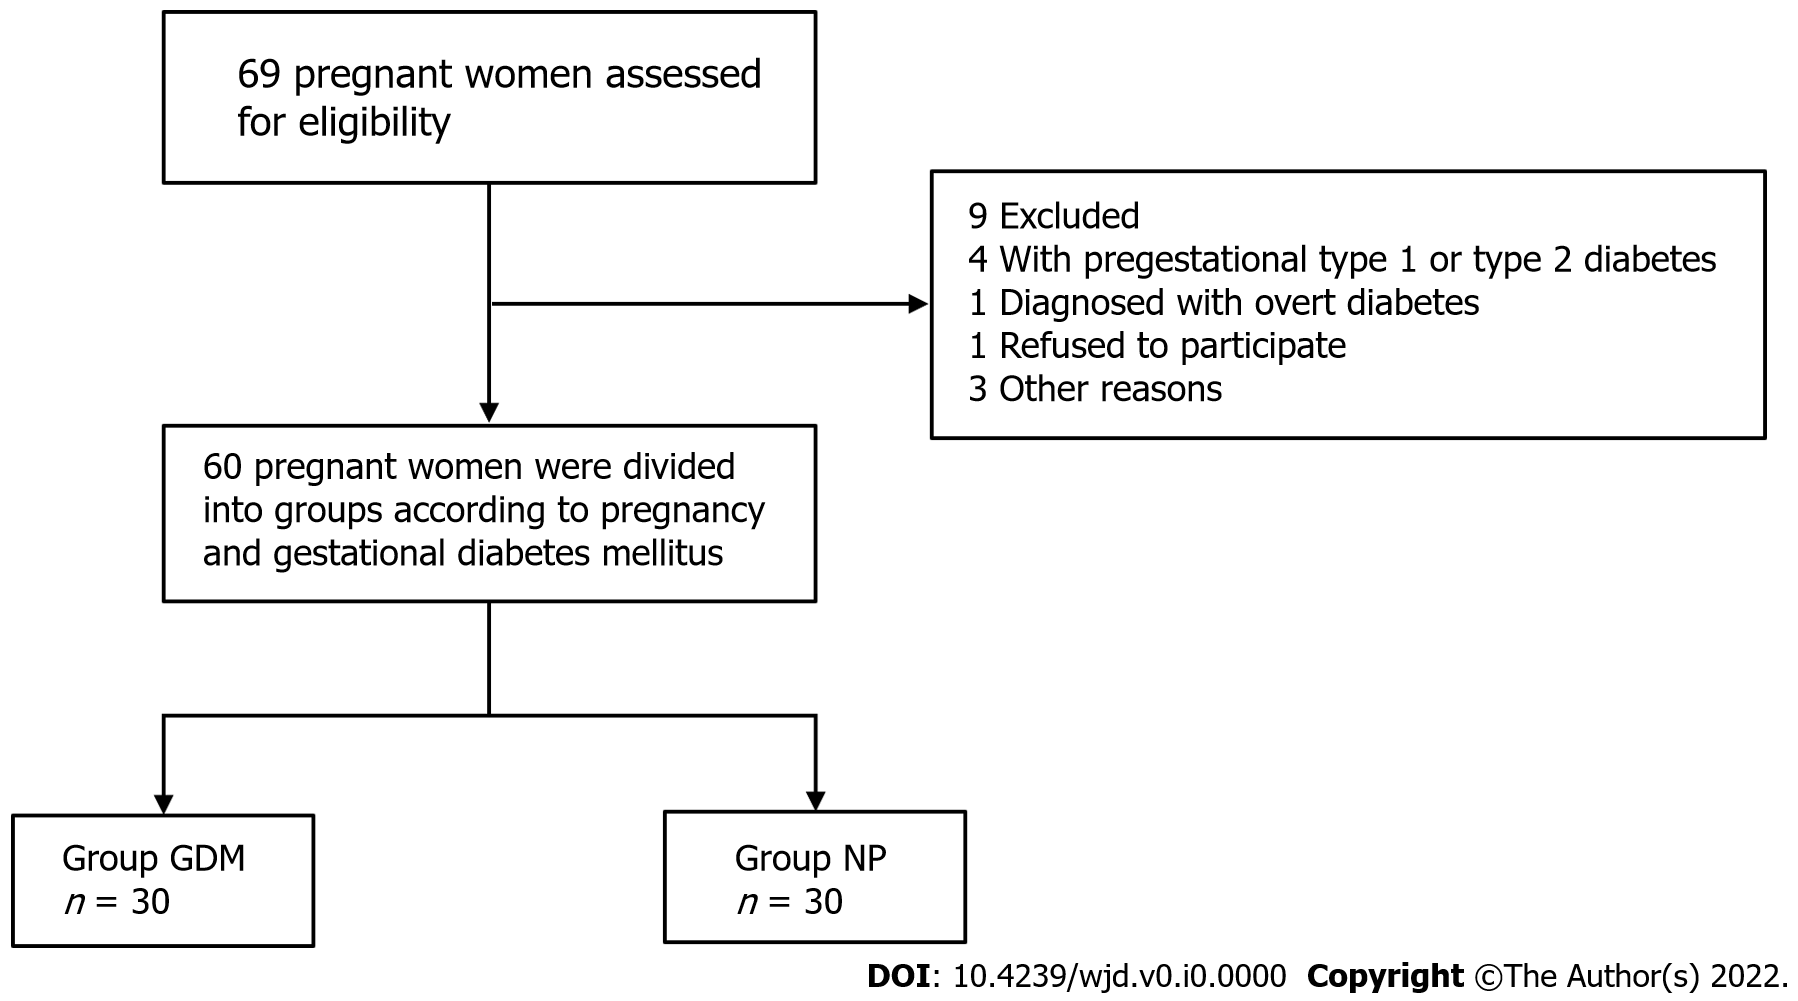 69 pregnant women assessed
for eligibility
9 Excluded
4 With pregestational type 1 or type 2 diabetes
1 Diagnosed with overt diabetes
1 Refused to participate
3 Other reasons
60 pregnant women were divided
into groups according to pregnancy
and gestational diabetes mellitus
Group GDM
n = 30
Group NP
n = 30
DOI: 10.4239/wjd.v0.i0.0000 Copyright ©The Author(s) 2022.